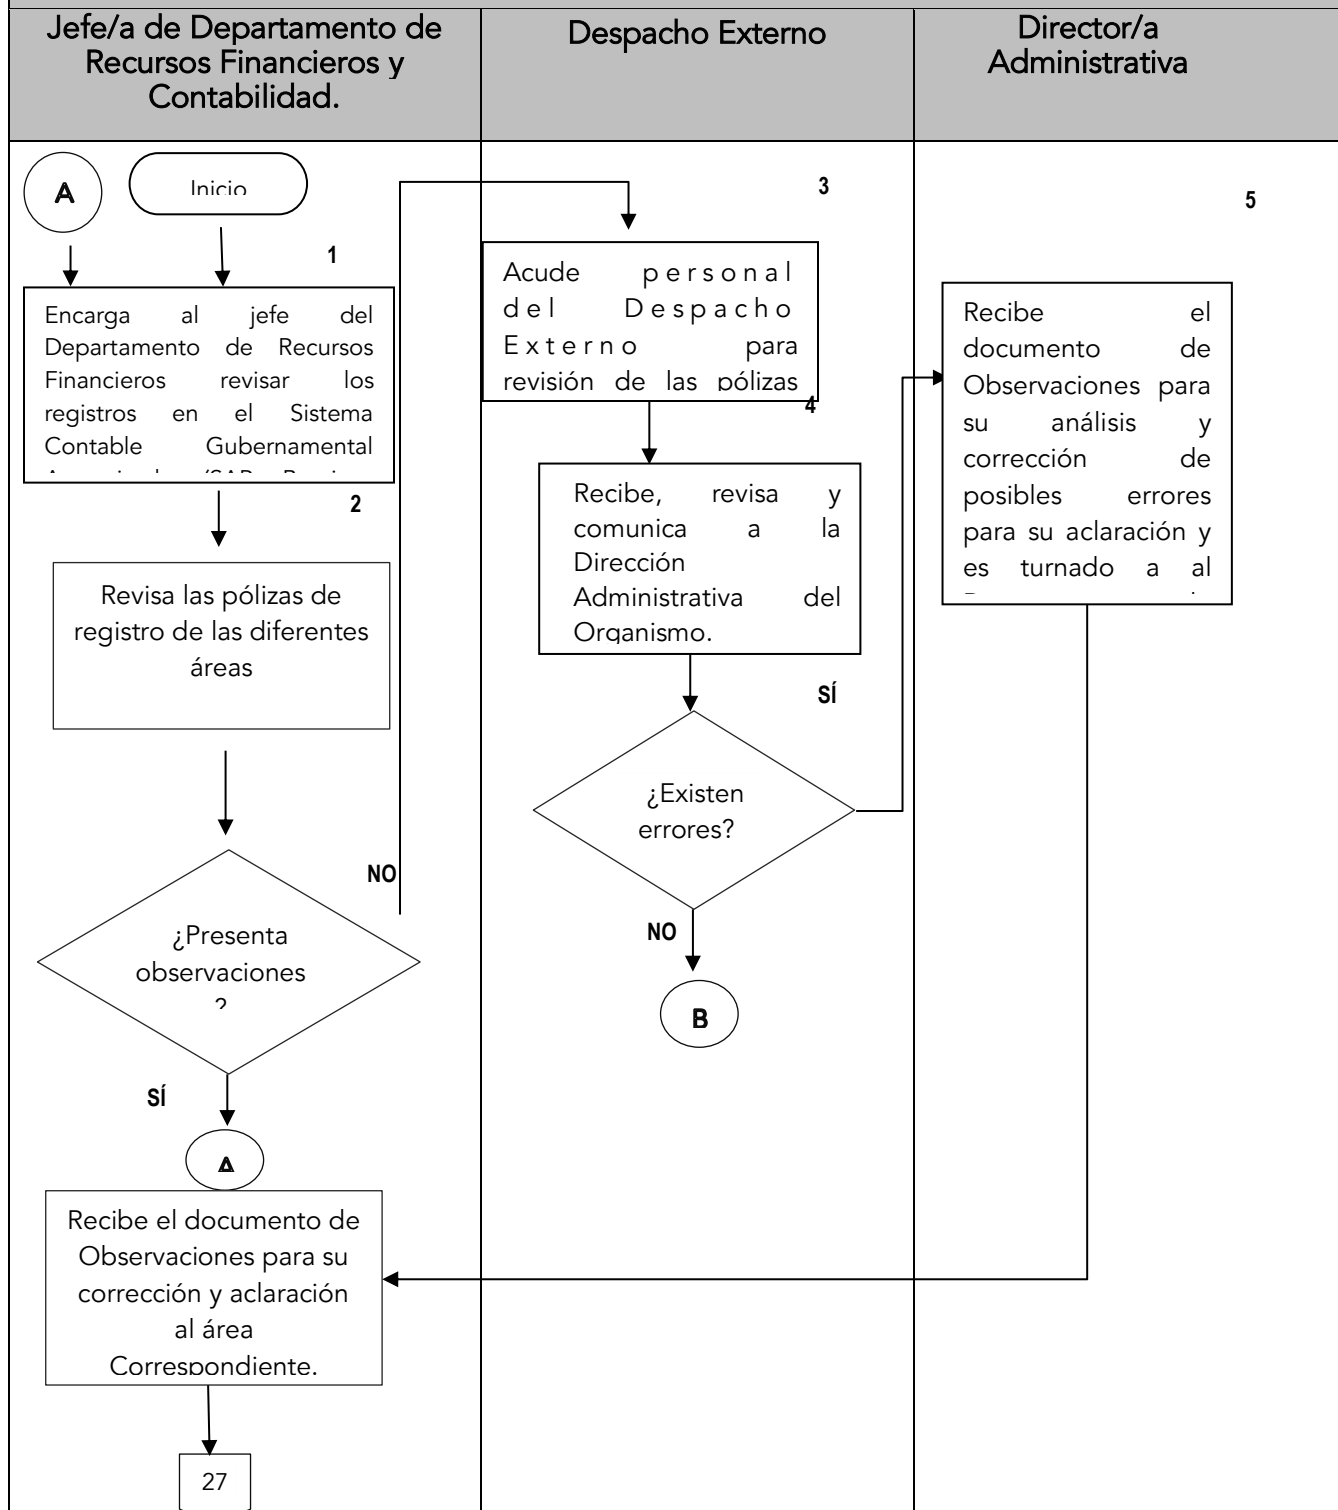 Jefe/a de Departamento de
Recursos Financieros y
Contabilidad.
Despacho Externo
Director/a
Administrativa
A
Inicio
1
Encarga al jefe del
Departamento de Recursos
Financieros revisar los
registros en el Sistema
Contable Gubernamental
2
Revisa las pólizas de
registro de las diferentes
áreas
¿Presenta
observaciones
?
NO
SÍ
A
Recibe el documento de
Observaciones para su
corrección y aclaración
al área
Correspondiente.
27
3
Acude personal
del Despacho
Externo para
revisión de las pólizas
4
Recibe, revisa y
comunica a la
Dirección
Administrativa del
Organismo.
SÍ
¿Existen
errores?
NO
B
5
Recibe el
documento de
Observaciones para
su análisis y
corrección de
posibles errores
para su aclaración y
es turnado a al